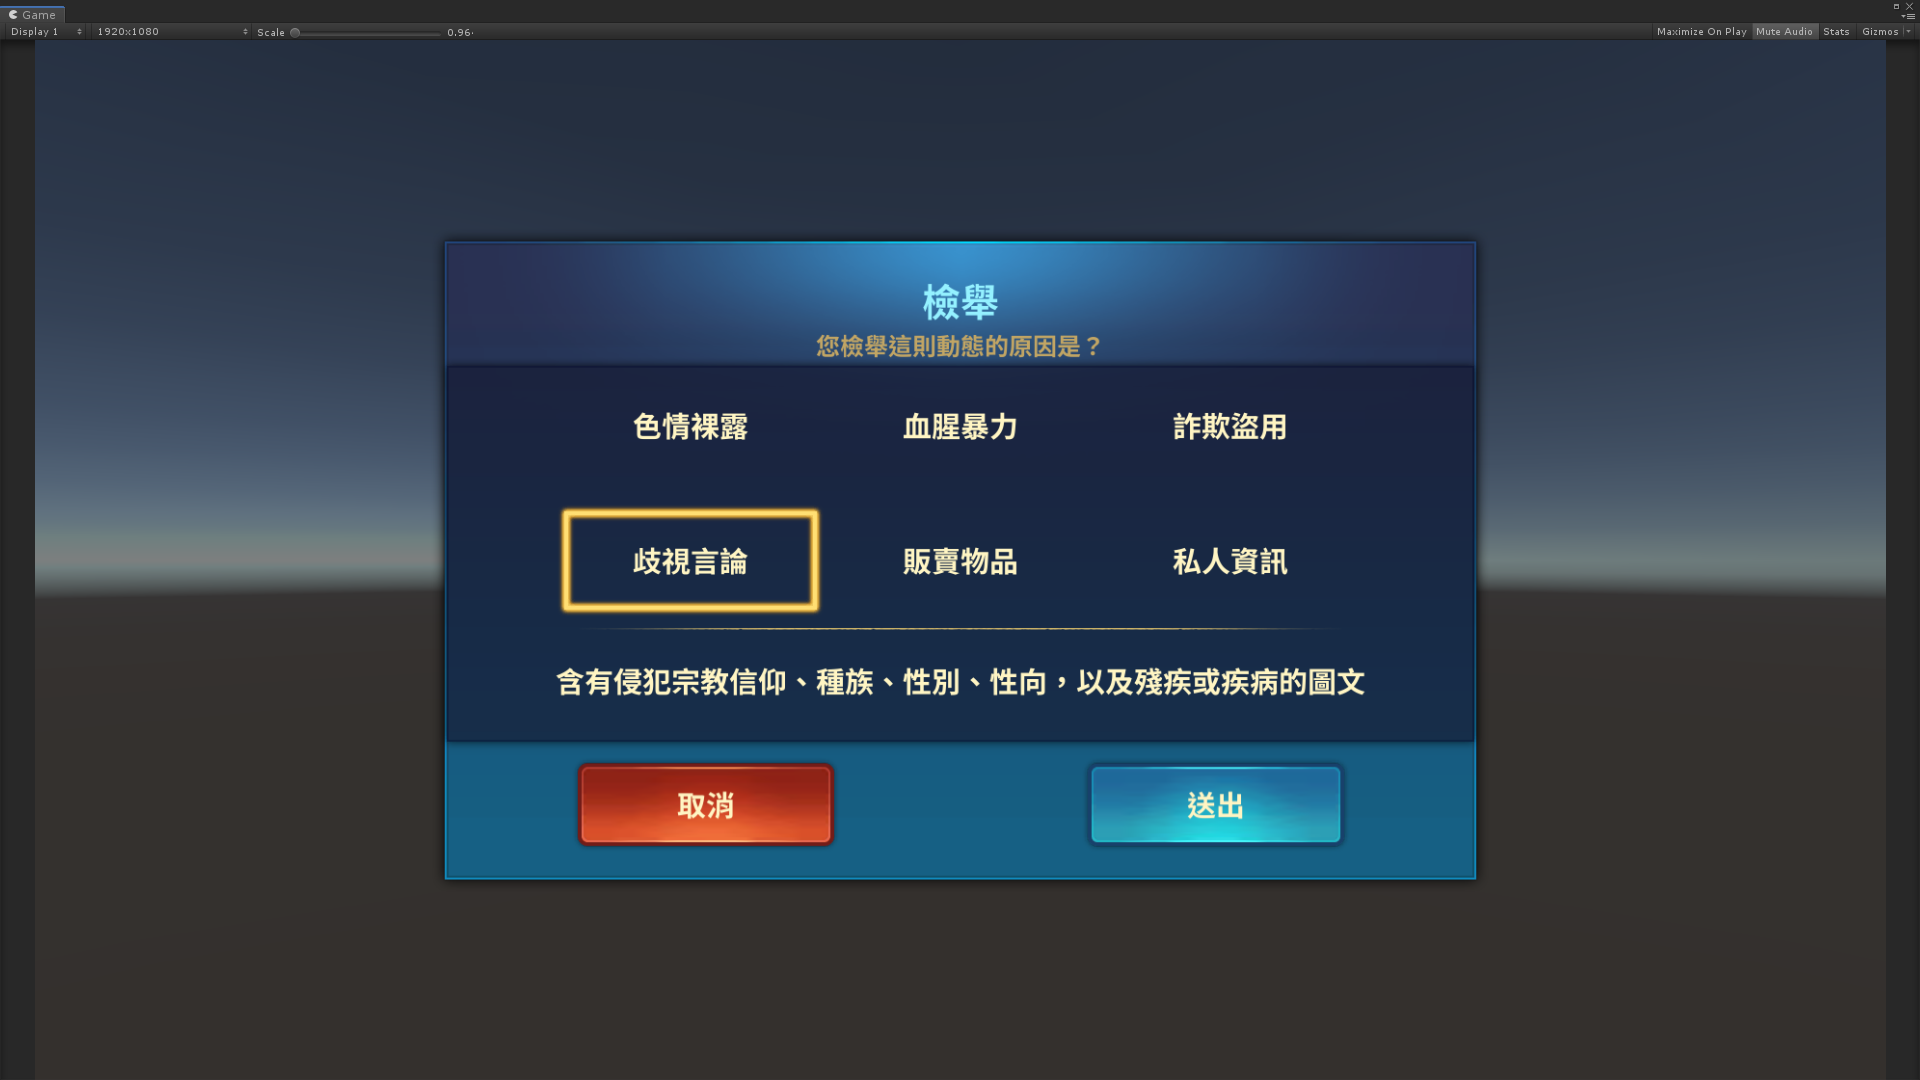 Game
Display 1 1920x1080 Scale 0.96 Maximize On Play Mute Audio Stats Gizmos
檢舉
您檢舉這則動態的原因是？
色情裸露 血腥暴力 詐欺盜用
歧視言論 販賣物品 私人資訊
含有侵犯宗教信仰、種族、性別、性向，以及殘疾或疾病的圖文
取消 送出